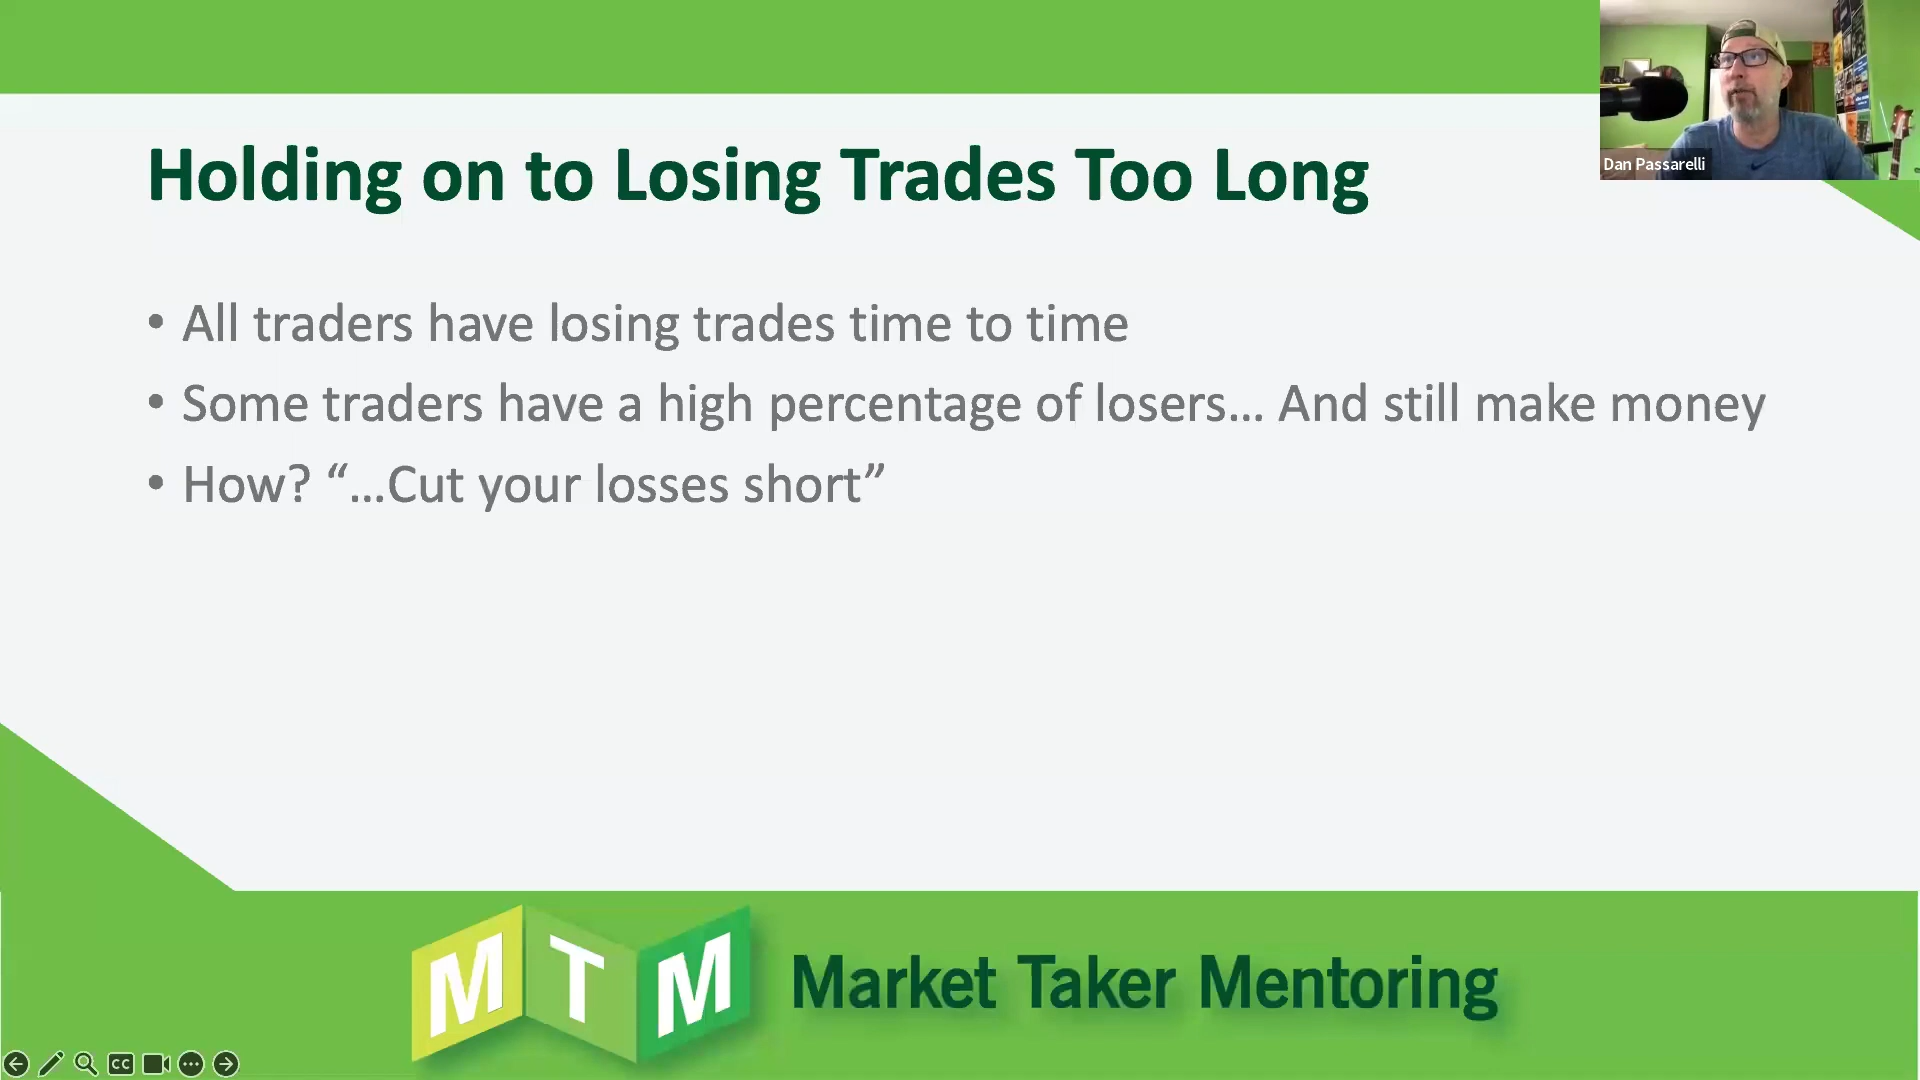 Dan Passarelli
Holding on to Losing Trades Too Long
• All traders have losing trades time to time
• Some traders have a high percentage of losers... And still make money
• How? “...Cut your losses short”
MTM
Market Taker Mentoring
CC